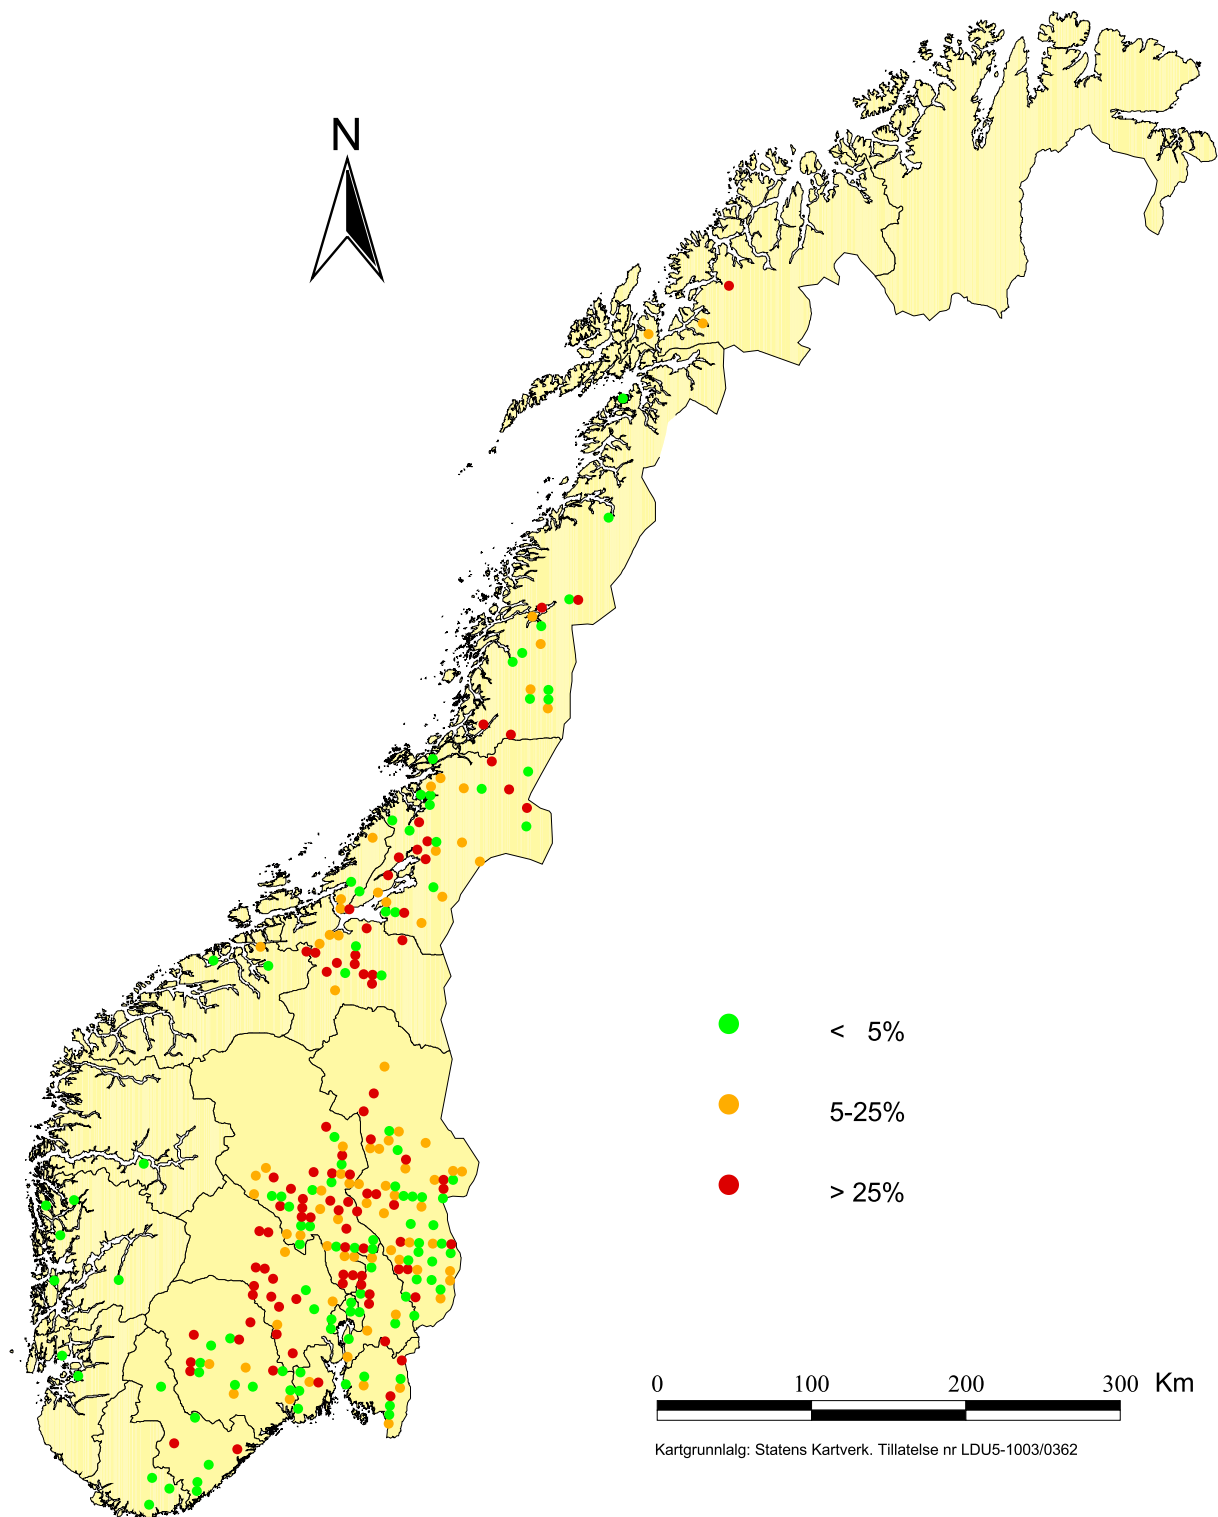 N
< 5%
5-25%
> 25%
0 100 200 300 Km
Kartgrunnlalg: Statens Kartverk. Tillatelse nr LDU5-1003/0362